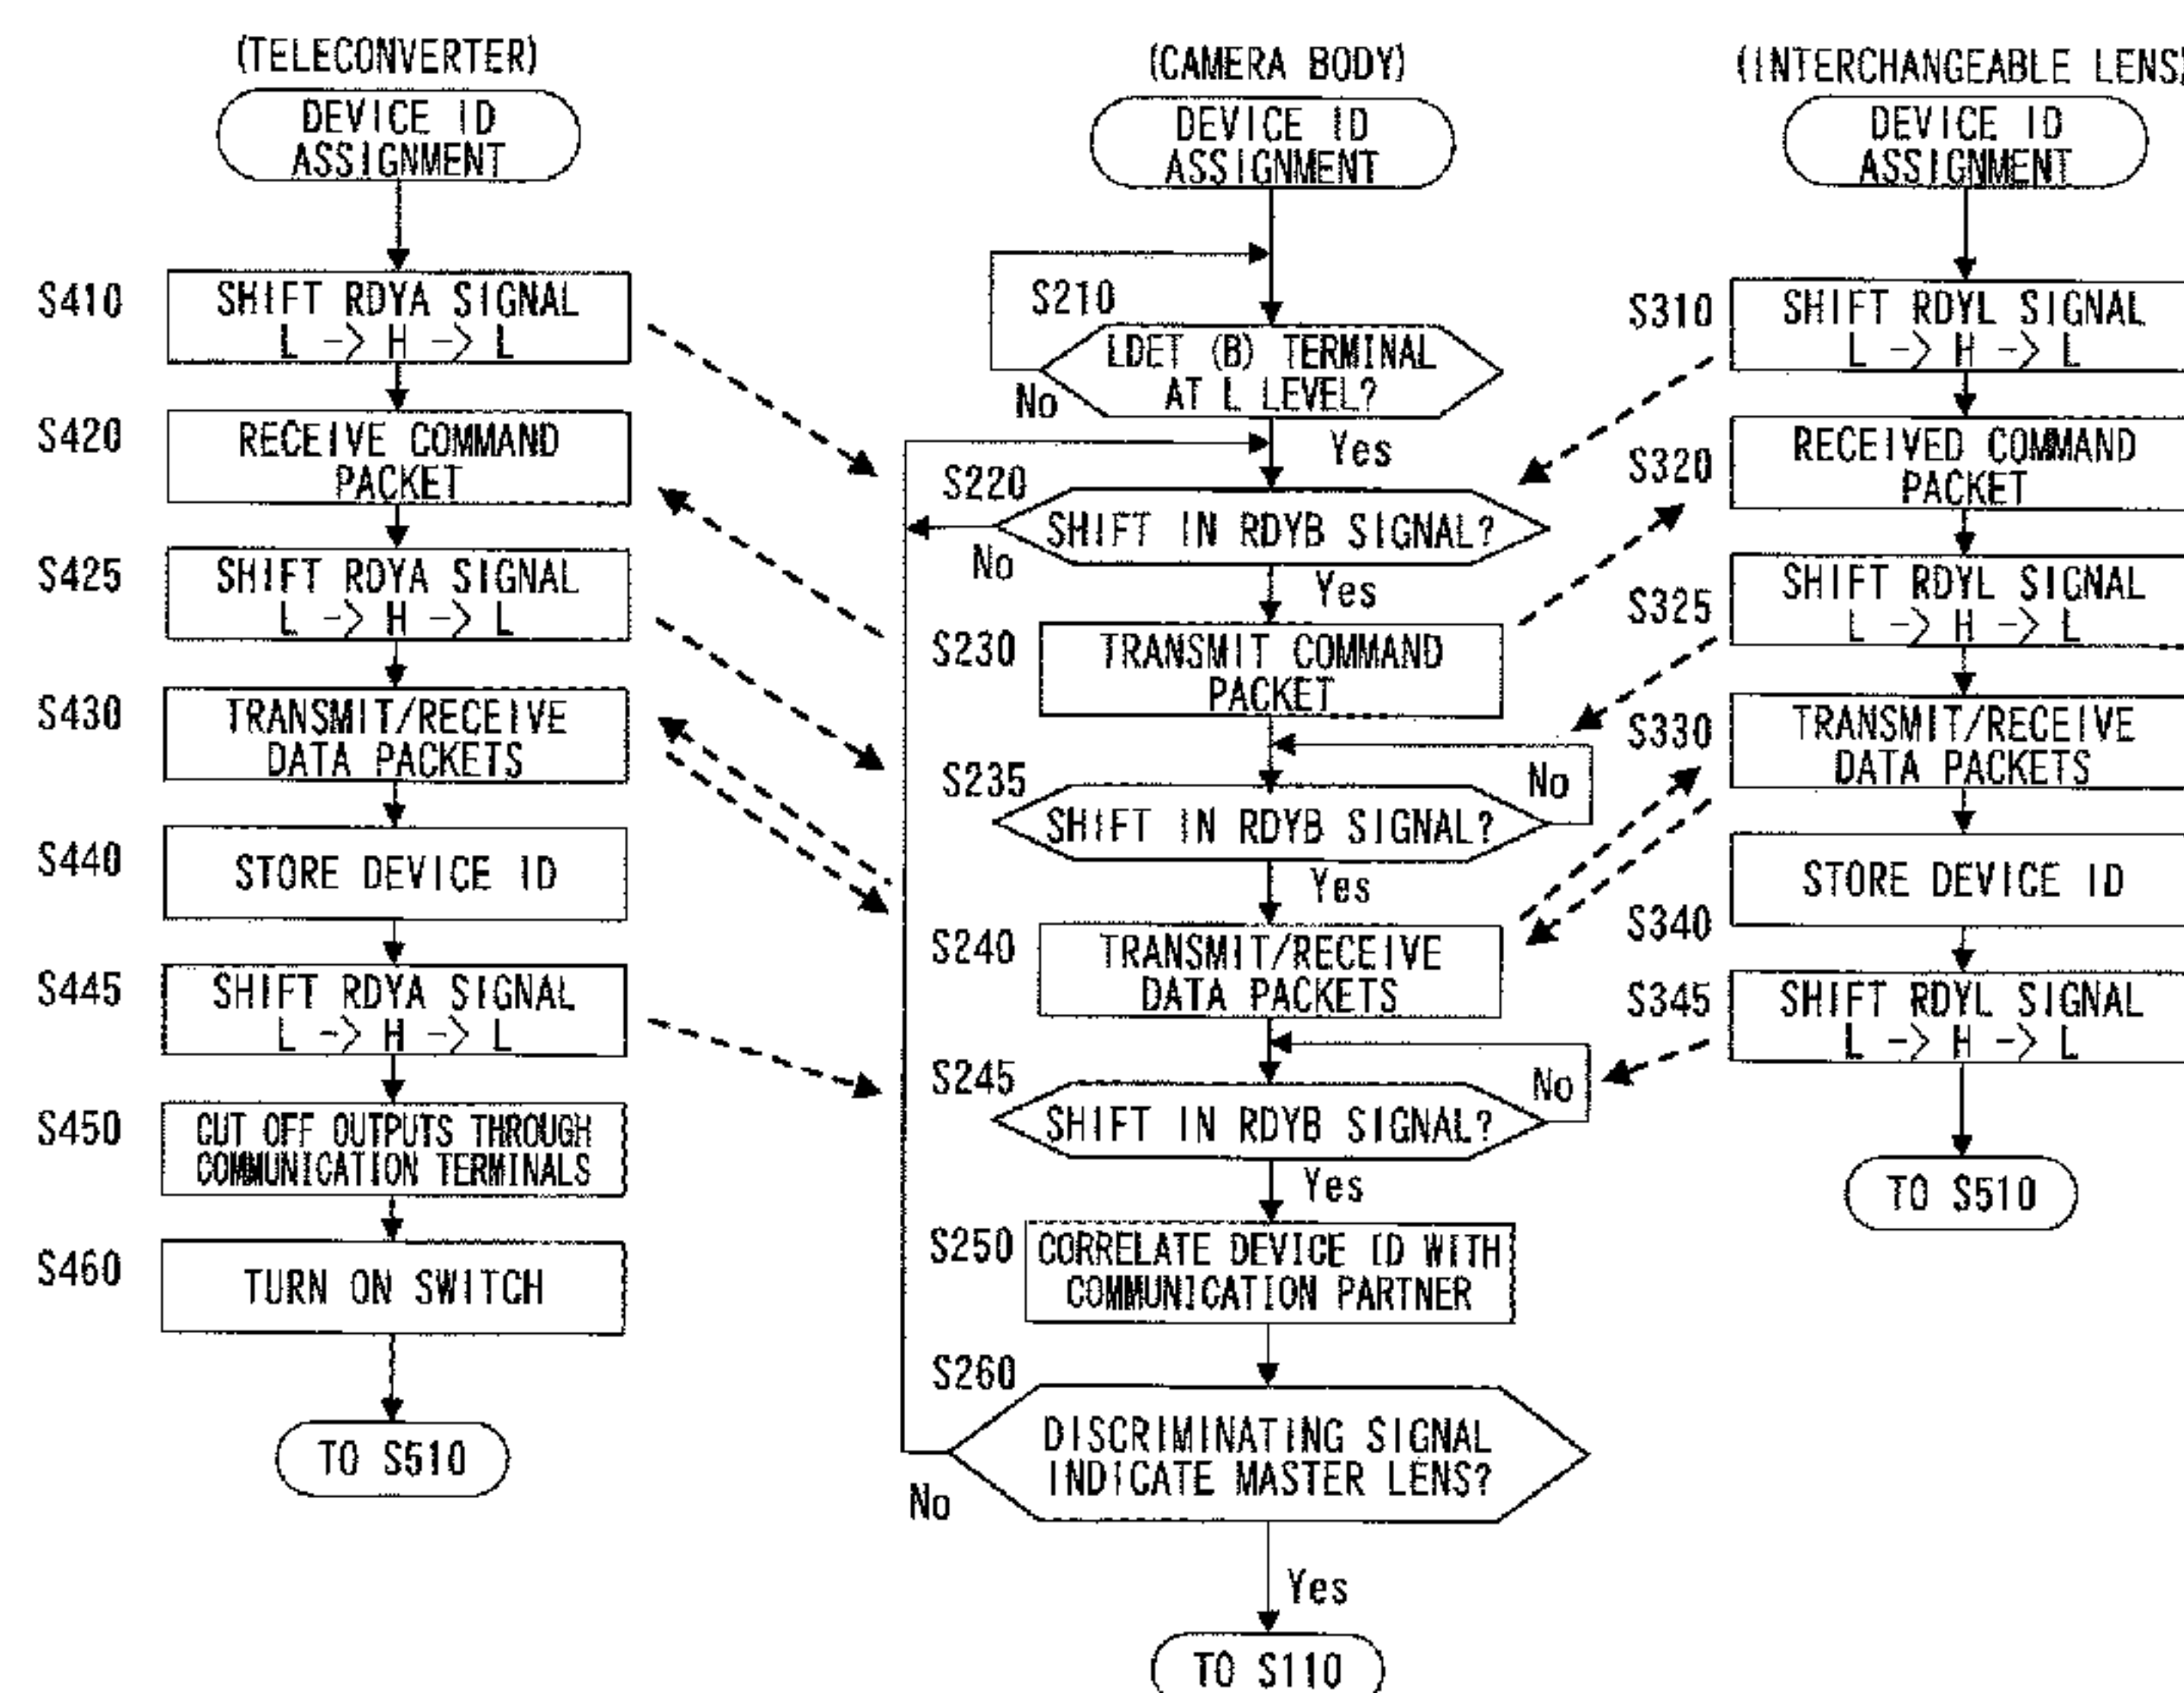 (TELECONVERTER)
DEVICE ID
ASSIGNMENT
S410
SHIFT RDYA SIGNAL
L -> H -> L
S420
RECEIVE COMMAND
PACKET
S425
SHIFT RDYA SIGNAL
L -> H -> L
S430
TRANSMIT/RECEIVE
DATA PACKETS
S440
STORE DEVICE ID
S445
SHIFT RDYA SIGNAL
L -> H -> L
S450
CUT OFF OUTPUTS THROUGH
COMMUNICATION TERMINALS
S460
TURN ON SWITCH
TO S510
(CAMERA BODY)
DEVICE ID
ASSIGNMENT
S210
LDET (B) TERMINAL
AT L LEVEL?
No
Yes
S220
SHIFT IN RDYB SIGNAL?
No
Yes
S230
TRANSMIT COMMAND
PACKET
S235
No
SHIFT IN RDYB SIGNAL?
Yes
S240
TRANSMIT/RECEIVE
DATA PACKETS
S245
No
SHIFT IN RDYB SIGNAL?
Yes
S250
CORRELATE DEVICE ID WITH
COMMUNICATION PARTNER
S260
DISCRIMINATING SIGNAL
INDICATE MASTER LENS?
No
Yes
TO S110
(INTERCHANGEABLE LENS)
DEVICE ID
ASSIGNMENT
S310
SHIFT RDYL SIGNAL
L -> H -> L
S320
RECEIVED COMMAND
PACKET
S325
SHIFT RDYL SIGNAL
L -> H -> L
S330
TRANSMIT/RECEIVE
DATA PACKETS
STORE DEVICE ID
S340
S345
SHIFT RDYL SIGNAL
L -> H -> L
TO S510